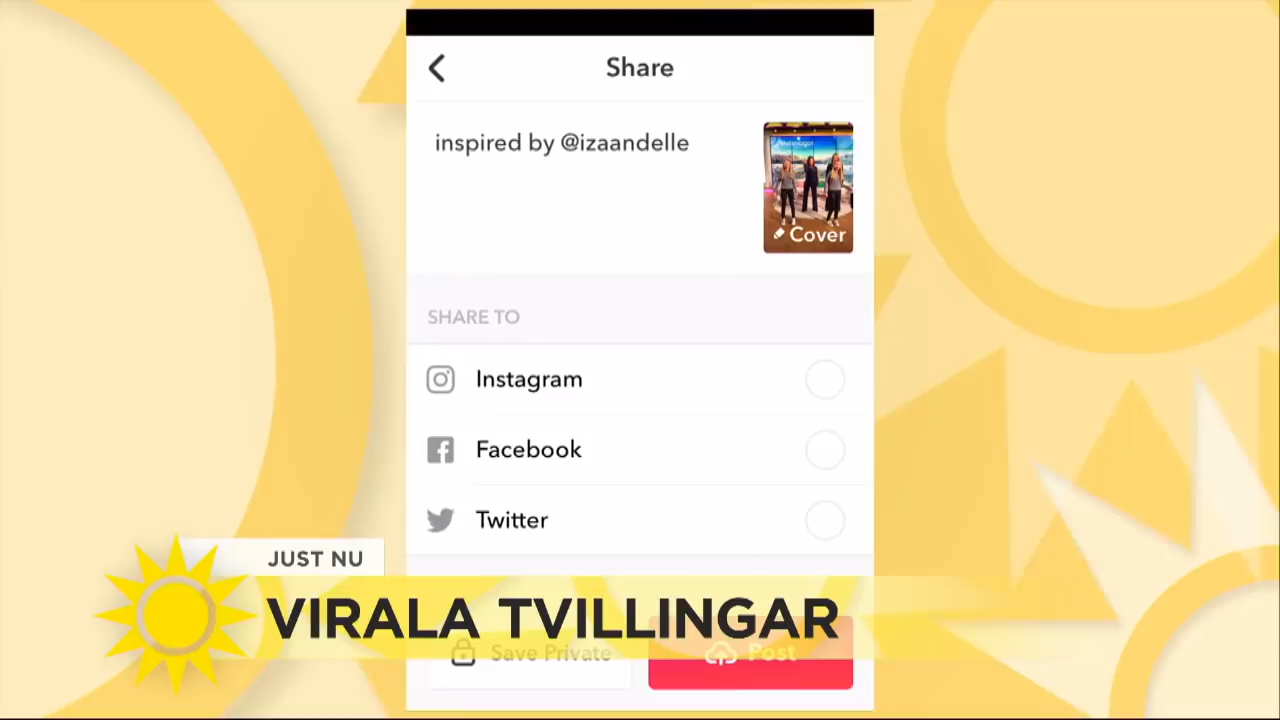 Share
inspired by @izaandelle
Cover
SHARE TO
Instagram
Facebook
Twitter
JUST NU
VIRALA TVILLINGAR
Save Private
Post